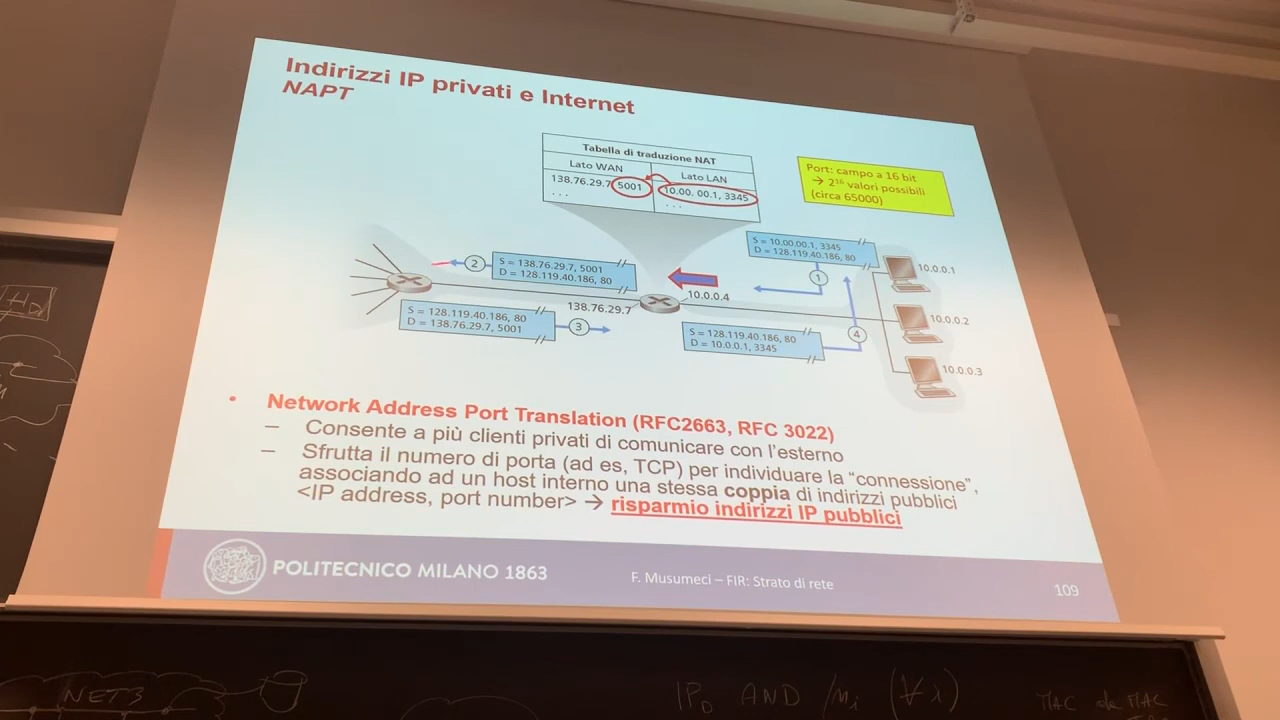 Indirizzi IP privati e Internet
NAPT
Tabella di traduzione NAT
Lato WAN
Lato LAN
138.76.29.7, 5001
10.00. 00.1, 3345
. . .
. . .
Port: campo a 16 bit
→ 2¹⁶ valori possibili
(circa 65000)
S = 10.00.00.1, 3345
D = 128.119.40.186, 80
1
10.0.0.1
2
S = 138.76.29.7, 5001
D = 128.119.40.186, 80
10.0.0.4
138.76.29.7
10.0.0.2
S = 128.119.40.186, 80
D = 138.76.29.7, 5001
3
S = 128.119.40.186, 80
D = 10.0.0.1, 3345
4
10.0.0.3
• Network Address Port Translation (RFC2663, RFC 3022)
– Consente a più clienti privati di comunicare con l'esterno
– Sfrutta il numero di porta (ad es, TCP) per individuare la “connessione”,
associando ad un host interno una stessa coppia di indirizzi pubblici
<IP address, port number> → risparmio indirizzi IP pubblici
POLITECNICO MILANO 1863
F. Musumeci – FIR: Strato di rete
109
NET3
IP_D AND /m_i (∀ i)
MAC MAC